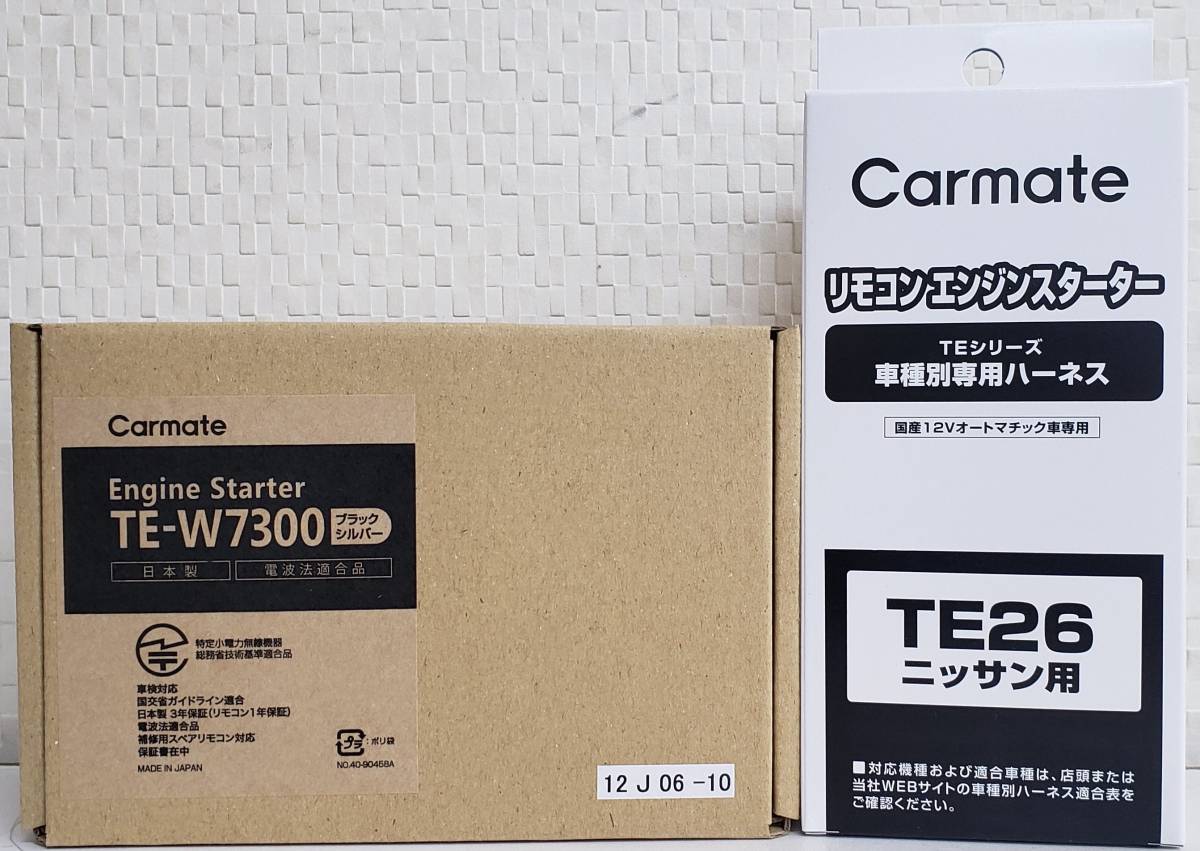 Carmate
Engine Starter
TE-W7300 ブラック
シルバー
日本製 電波法適合品
特定小電力無線機器
総務省技術基準適合品
車検対応
国交省ガイドライン適合
日本製 3年保証(リモコン1年保証)
電波法適合品
補修用スペアリモコン対応
保証書在中
MADE IN JAPAN
プラ :ポリ袋
NO.40-90458A
12 J 06 -10
Carmate
リモコンエンジンスターター
TEシリーズ
車種別専用ハーネス
国産12Vオートマチック車専用
TE26
ニッサン用
■対応機種および適合車種は、店頭または
当社WEBサイトの車種別ハーネス適合表を
ご確認ください。